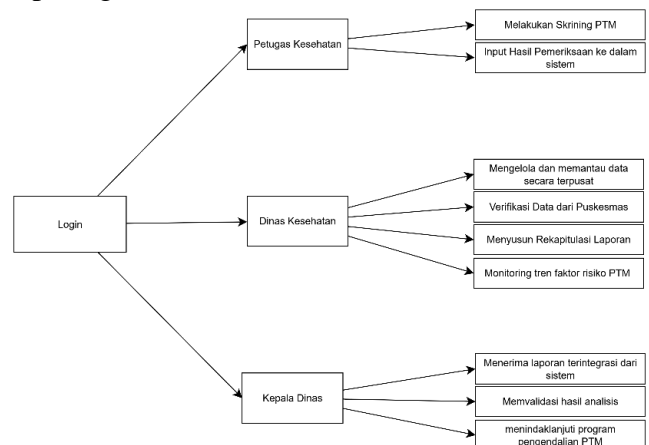 Petugas Kesehatan
Melakukan Skrining PTM
Input Hasil Pemeriksaan ke dalam
sistem
Login
Dinas Kesehatan
Mengelola dan memantau data
secara terpusat
Verifikasi Data dari Puskesmas
Menyusun Rekapitulasi Laporan
Monitoring tren faktor risiko PTM
Kepala Dinas
Menerima laporan terintegrasi dari
sistem
Memvalidasi hasil analisis
menindaklanjuti program
pengendalian PTM